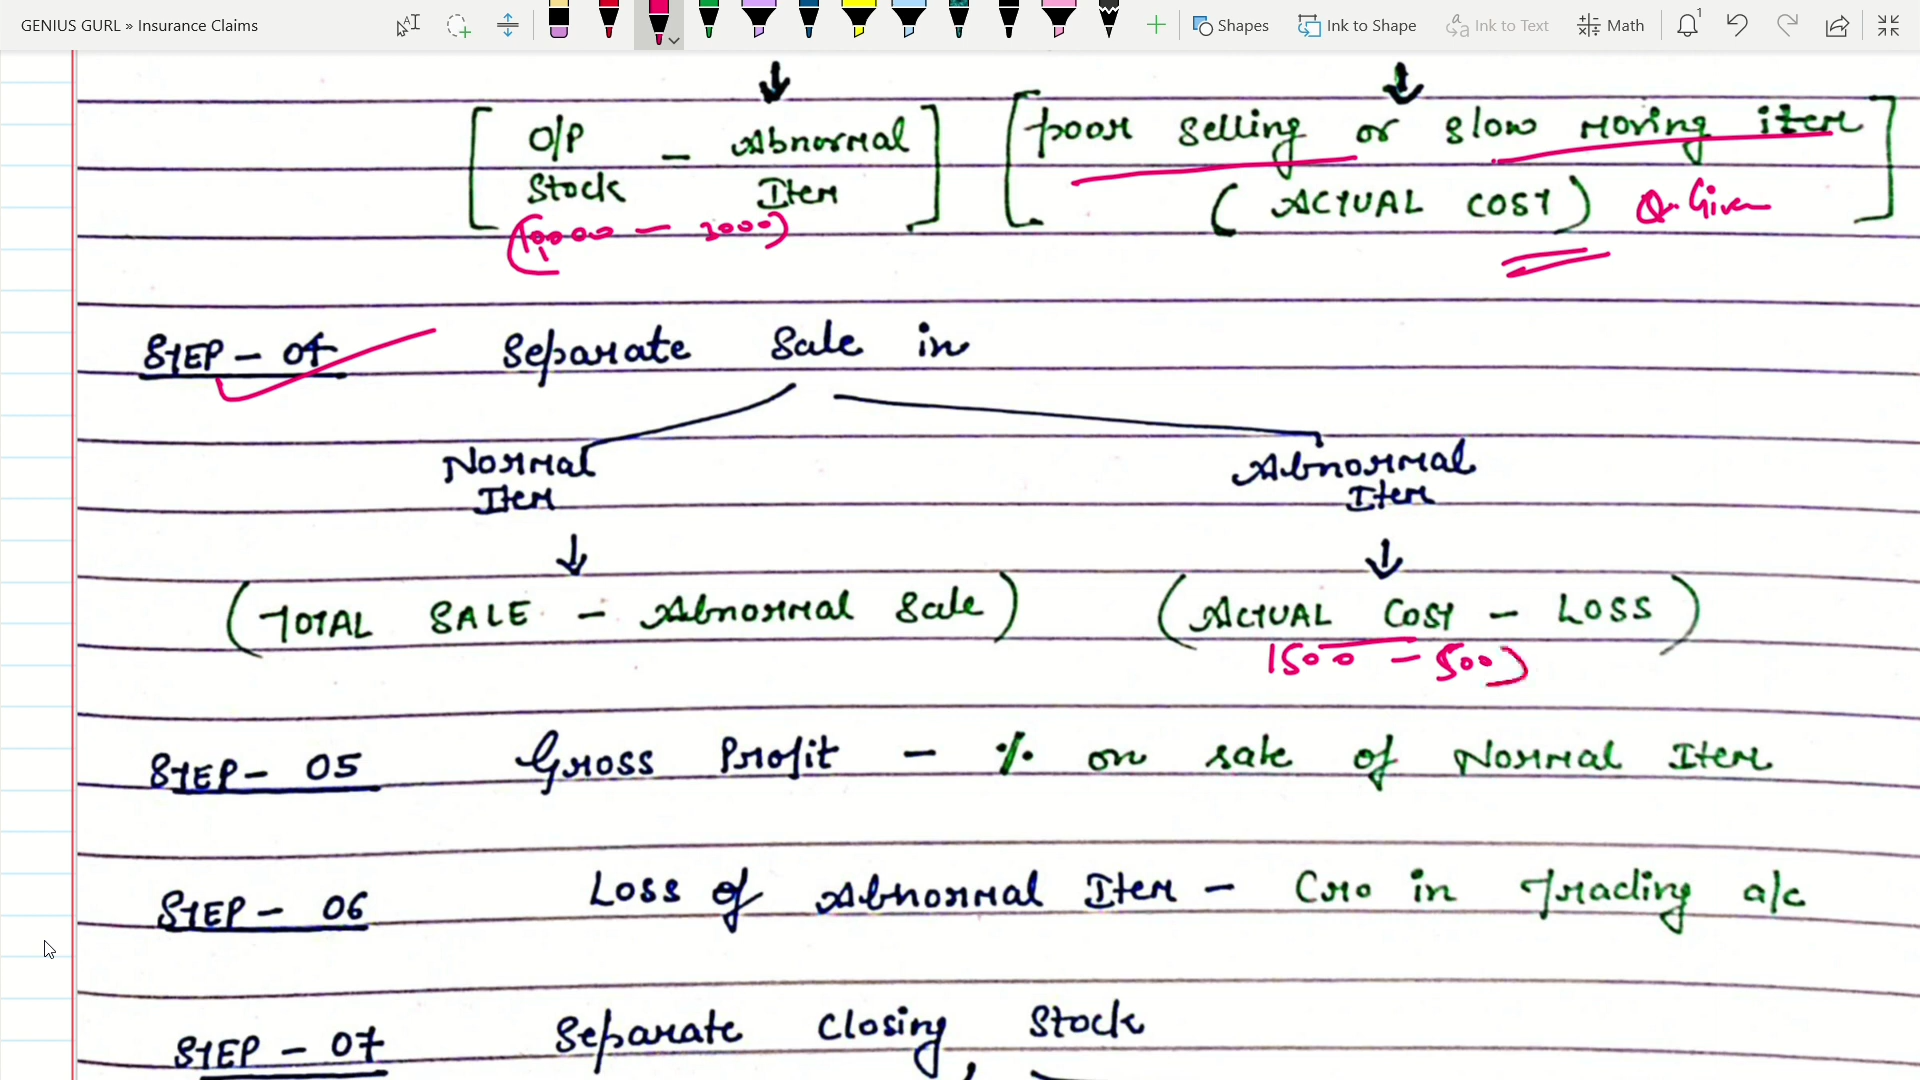 GENIUS GURL » Insurance Claims
Shapes
Ink to Shape
Ink to Text
Math
1
[ O/P Stock - Abnormal Item ] [ Poor Selling or Slow Moving item
( ACTUAL COST ) Q. Given ]
(10,000 - 2000)
STEP - 04 Separate Sale in
Normal Item
Abnormal Item
(TOTAL SALE - Abnormal Sale)
(ACTUAL COST - LOSS)
1500 - 500)
STEP - 05 Gross Profit - % on sale of Normal Item
STEP - 06 Loss of Abnormal Item - Cr. in Trading a/c
STEP - 07 Separate Closing Stock